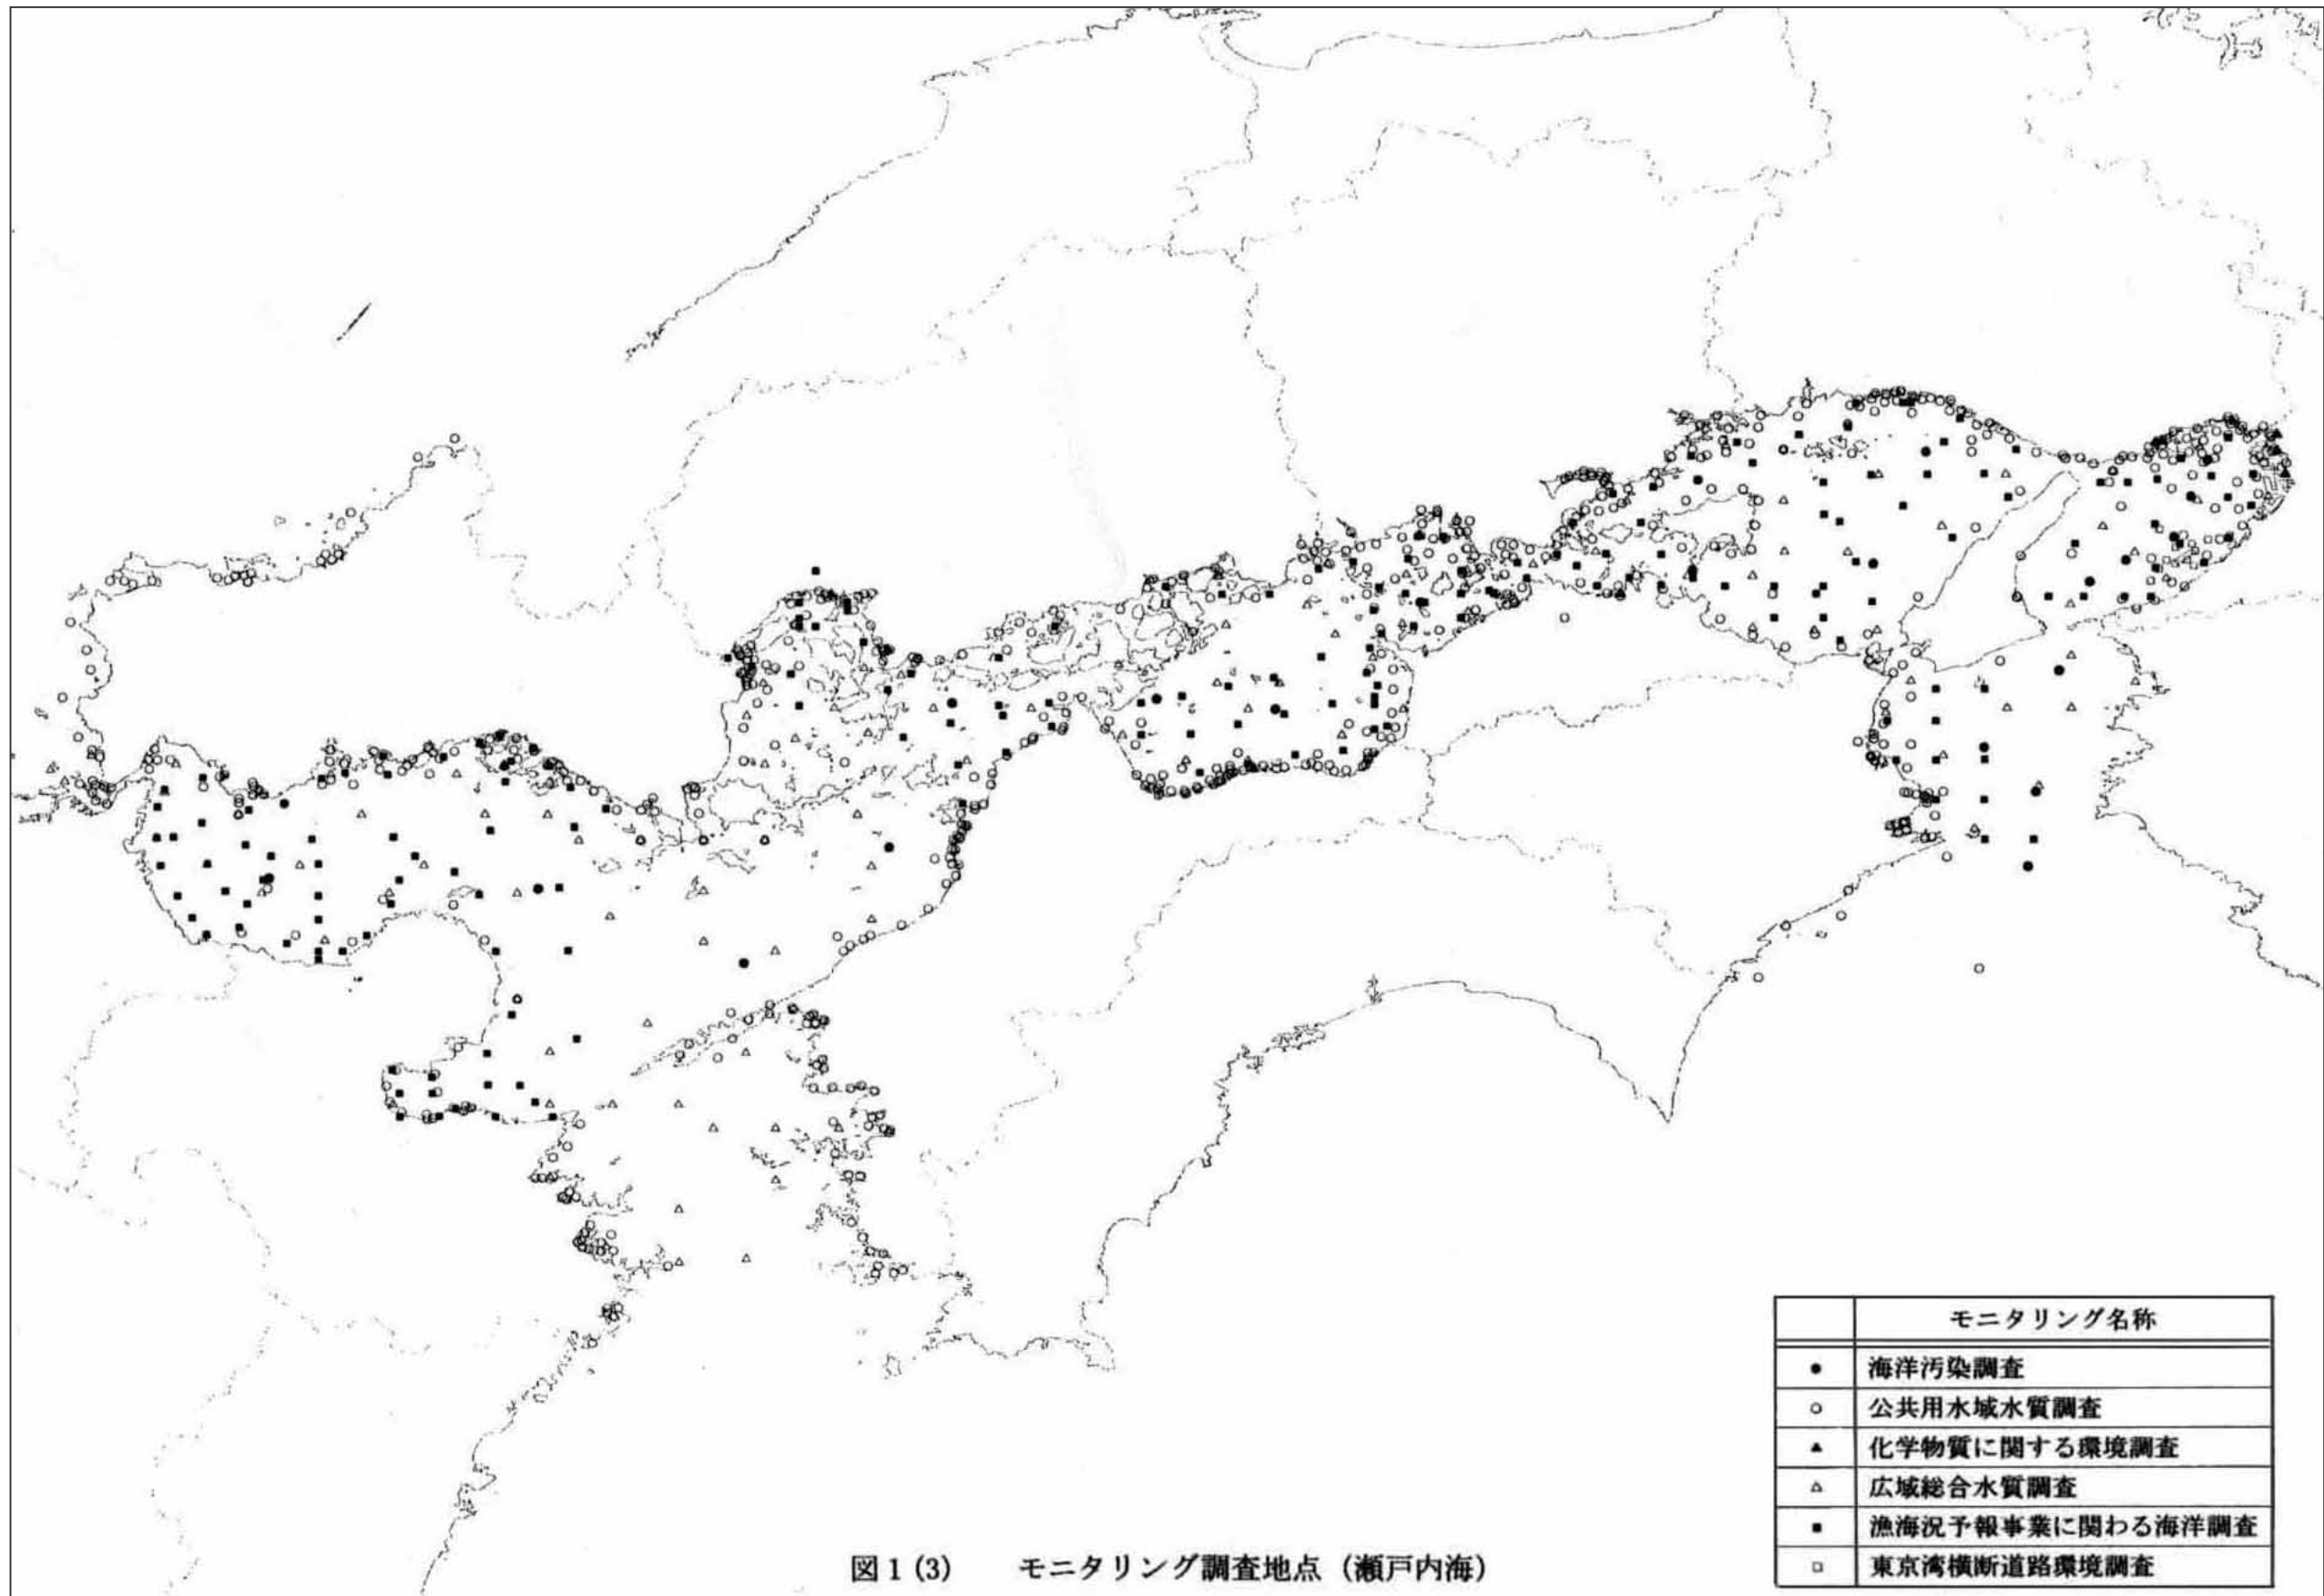 モニタリング名称
● 海洋汚染調査
○ 公共用水域水質調査
▲ 化学物質に関する環境調査
△ 広域総合水質調査
■ 漁海況予報事業に関わる海洋調査
□ 東京湾横断道路環境調査
図1(3) モニタリング調査地点(瀬戸内海)